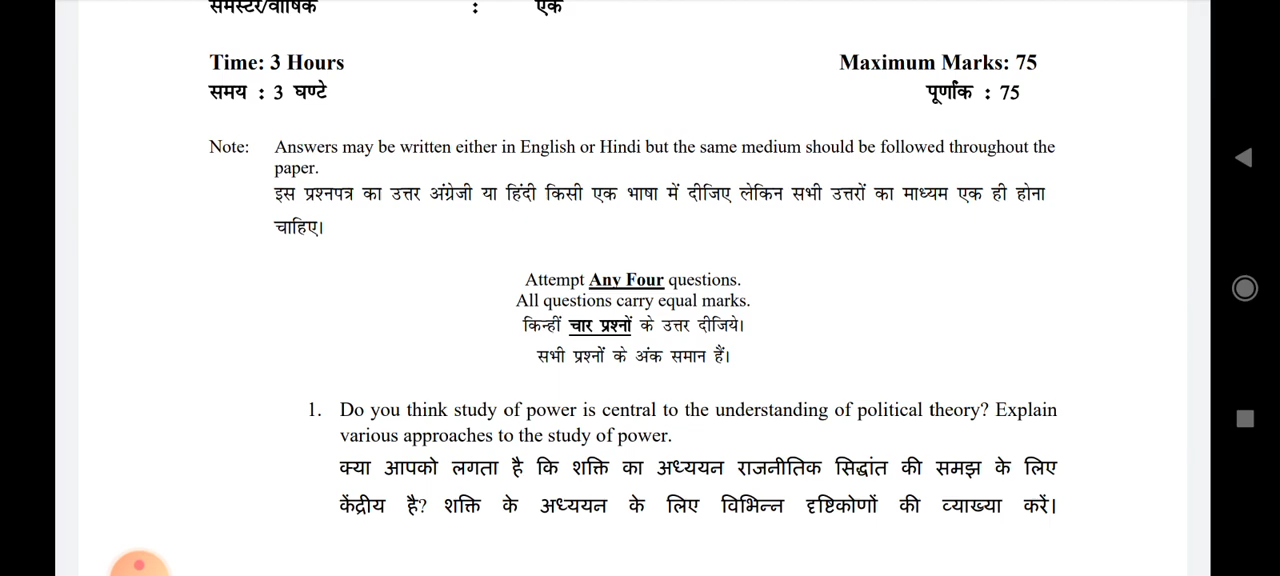 समेस्टर/वार्षिक : एक
Time: 3 Hours Maximum Marks: 75
समय : 3 घण्टे पूर्णांक : 75
Note: Answers may be written either in English or Hindi but the same medium should be followed throughout the
paper.
इस प्रश्नपत्र का उत्तर अंग्रेजी या हिंदी किसी एक भाषा में दीजिए लेकिन सभी उत्तरों का माध्यम एक ही होना
चाहिए।
Attempt Any Four questions.
All questions carry equal marks.
किन्हीं चार प्रश्नों के उत्तर दीजिये।
सभी प्रश्नों के अंक समान हैं।
1. Do you think study of power is central to the understanding of political theory? Explain
various approaches to the study of power.
क्या आपको लगता है कि शक्ति का अध्ययन राजनीतिक सिद्धांत की समझ के लिए
केंद्रीय है? शक्ति के अध्ययन के लिए विभिन्न दृष्टिकोणों की व्याख्या करें।